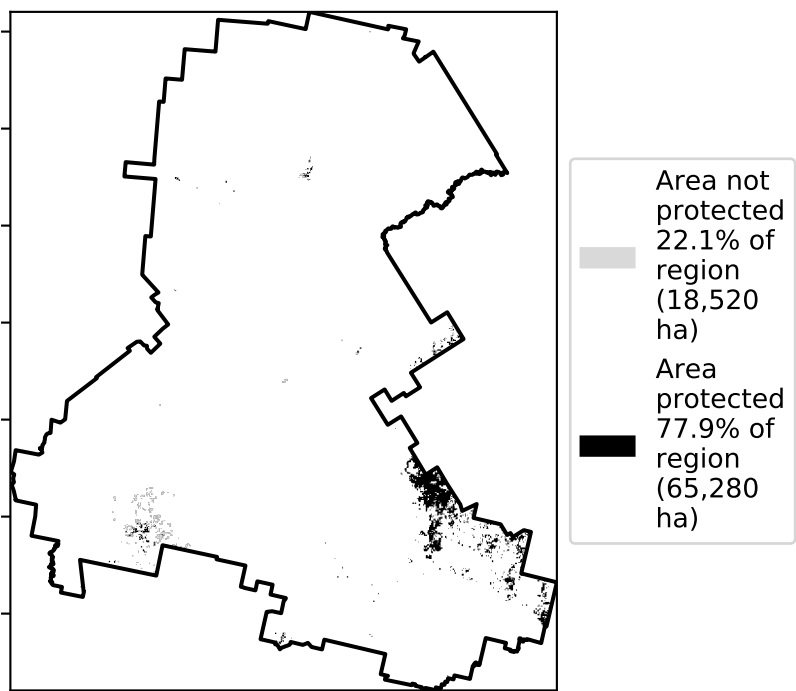 Area not
protected
22.1% of
region
(18,520
ha)
Area
protected
77.9% of
region
(65,280
ha)